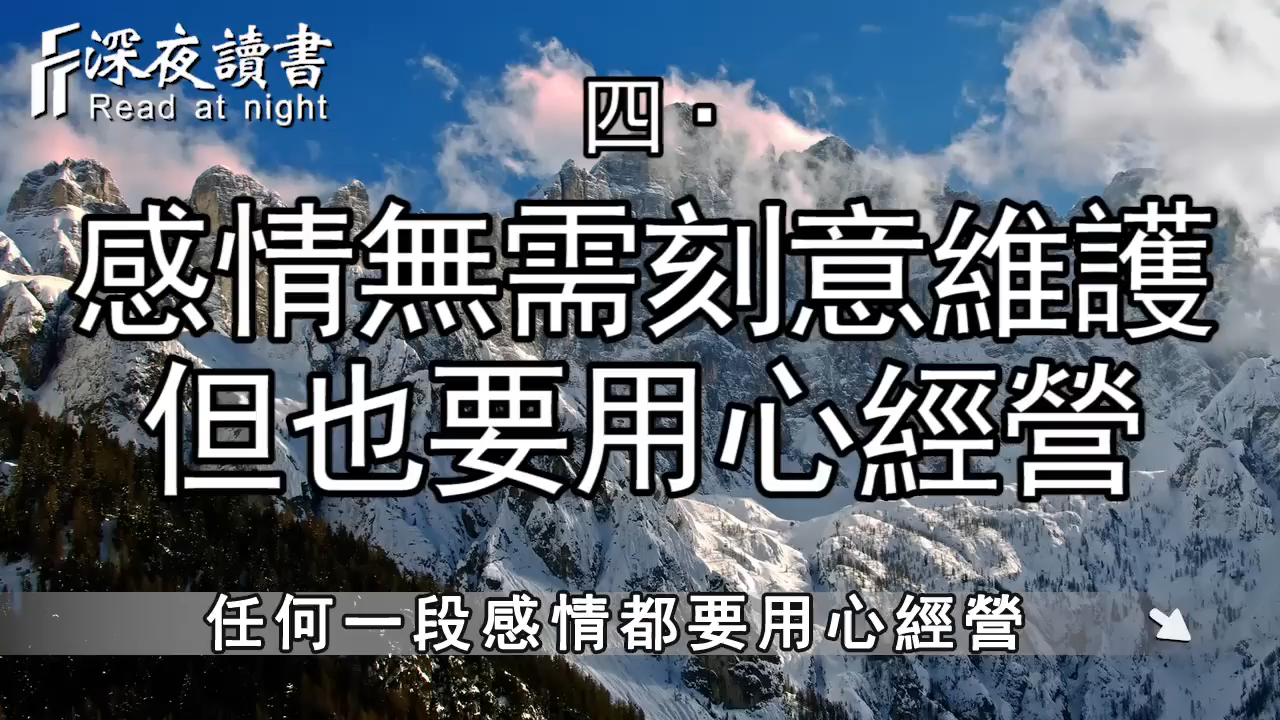 深夜讀書
Read at night
四·
感情無需刻意維護
但也要用心經營
任何一段感情都要用心經營